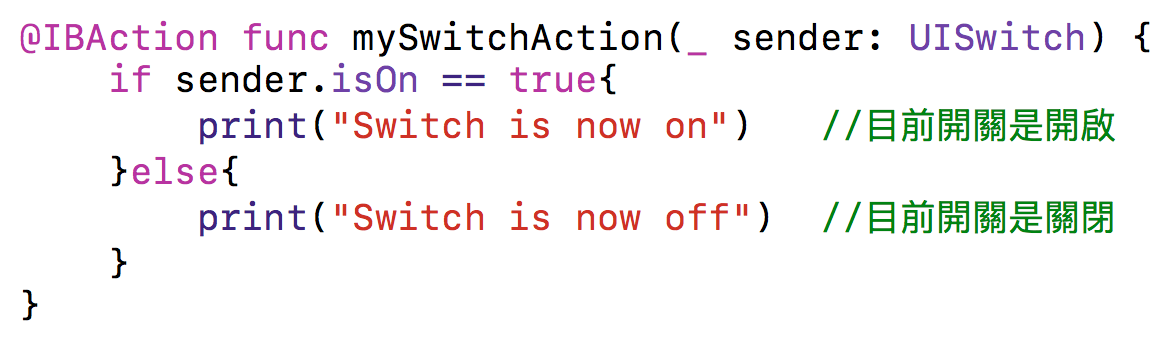 @IBAction func mySwitchAction(_ sender: UISwitch) {
    if sender.isOn == true{
        print("Switch is now on")   //目前開關是開啟
    }else{
        print("Switch is now off")  //目前開關是關閉
    }
}